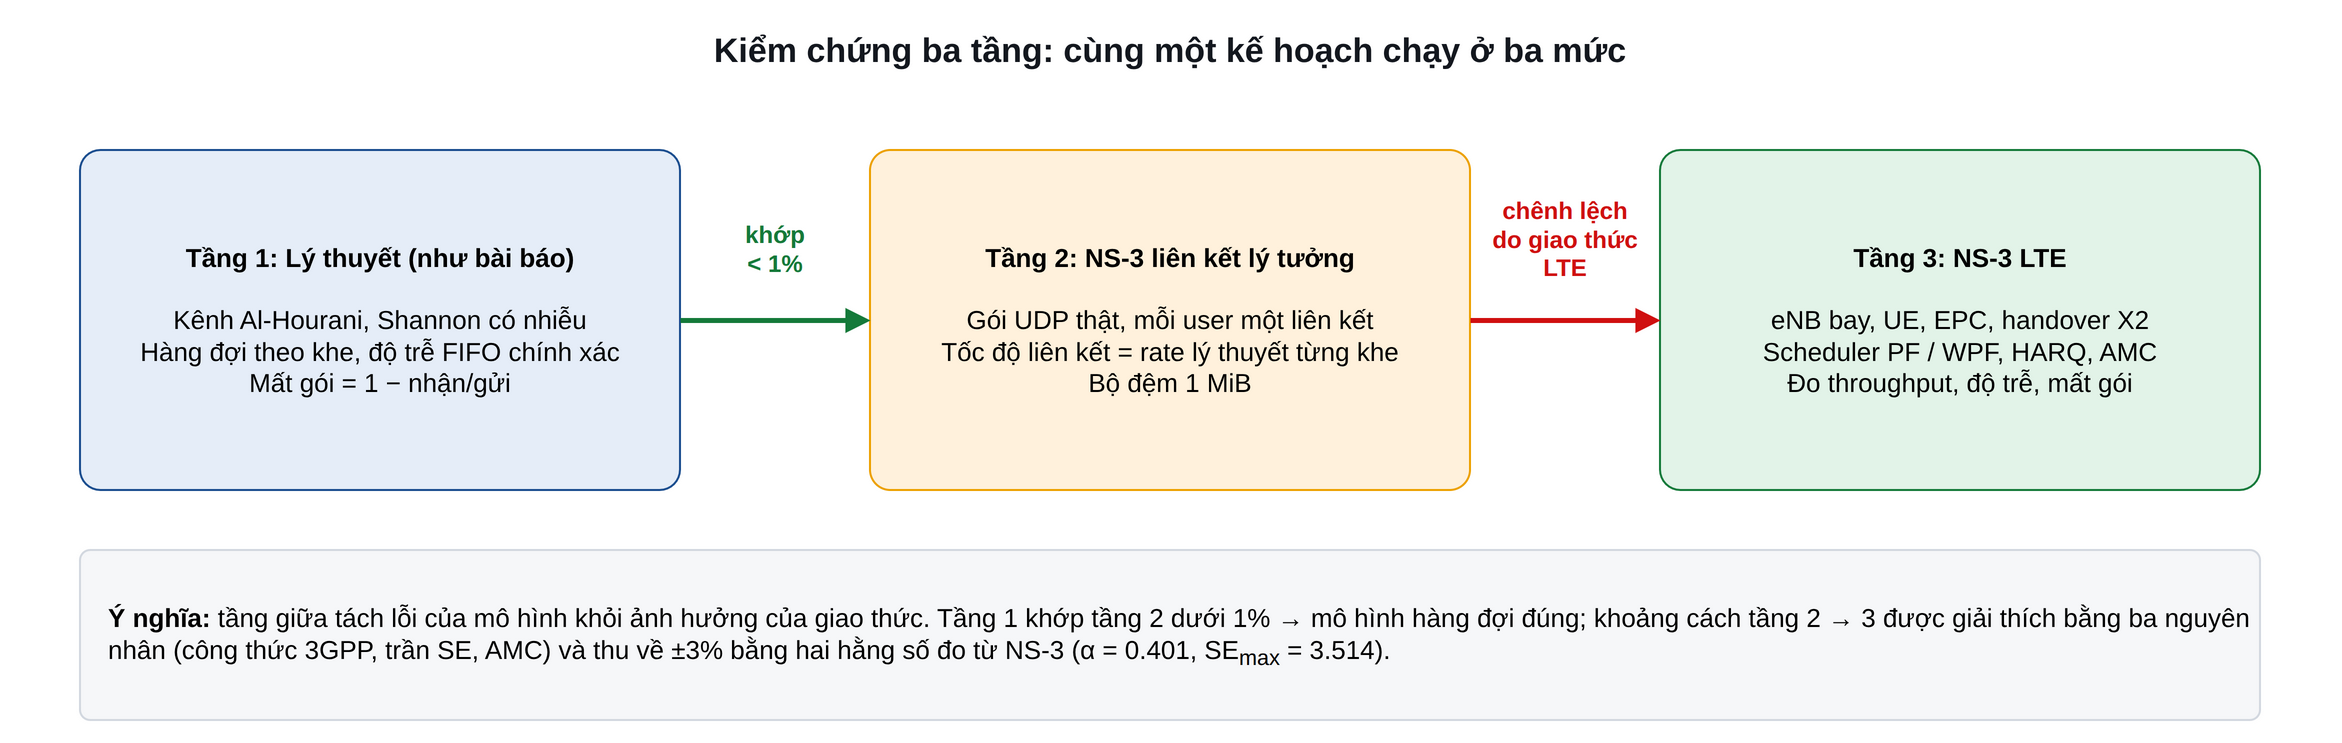 Kiểm chứng ba tầng: cùng một kế hoạch chạy ở ba mức
Tầng 1: Lý thuyết (như bài báo)
Kênh Al-Hourani, Shannon có nhiễu
Hàng đợi theo khe, độ trễ FIFO chính xác
Mất gói = 1 − nhận/gửi
khớp
< 1%
Tầng 2: NS-3 liên kết lý tưởng
Gói UDP thật, mỗi user một liên kết
Tốc độ liên kết = rate lý thuyết từng khe
Bộ đệm 1 MiB
chênh lệch
do giao thức
LTE
Tầng 3: NS-3 LTE
eNB bay, UE, EPC, handover X2
Scheduler PF / WPF, HARQ, AMC
Đo throughput, độ trễ, mất gói
Ý nghĩa: tầng giữa tách lỗi của mô hình khỏi ảnh hưởng của giao thức. Tầng 1 khớp tầng 2 dưới 1% → mô hình hàng đợi đúng; khoảng cách tầng 2 → 3 được giải thích bằng ba nguyên
nhân (công thức 3GPP, trần SE, AMC) và thu về ±3% bằng hai hằng số đo từ NS-3 (α = 0.401, SEmax = 3.514).